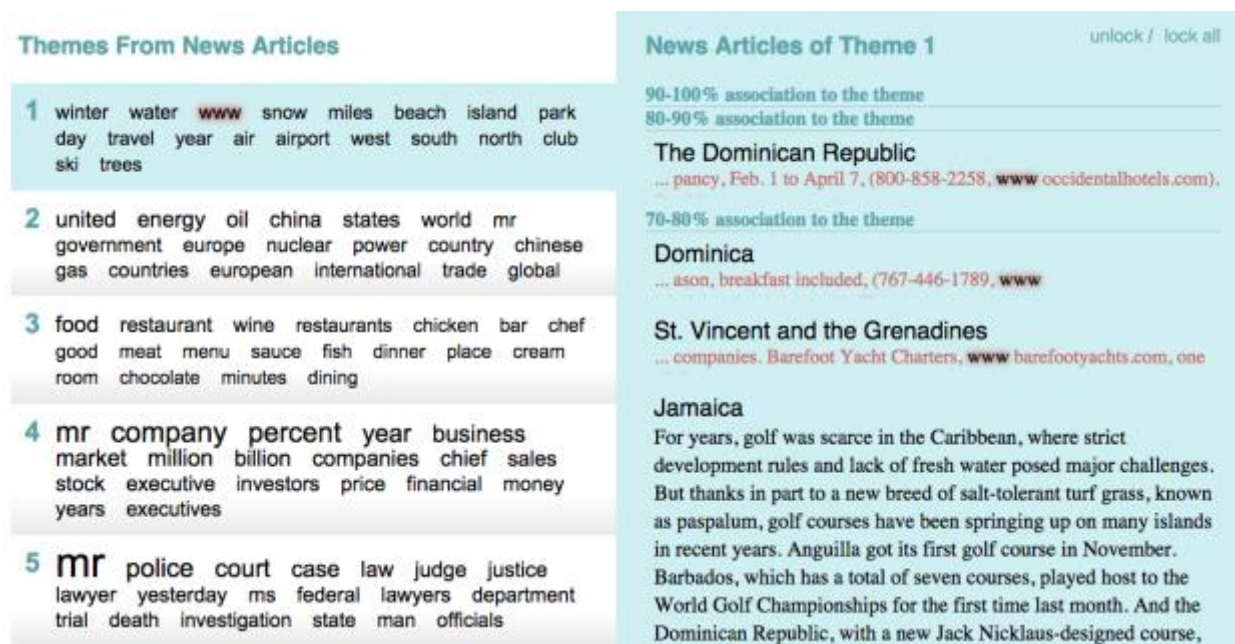 Themes From News Articles
1 winter water www snow miles beach island park
day travel year air airport west south north club
ski trees
2 united energy oil china states world mr
government europe nuclear power country chinese
gas countries european international trade global
3 food restaurant wine restaurants chicken bar chef
good meat menu sauce fish dinner place cream
room chocolate minutes dining
4 mr company percent year business
market million billion companies chief sales
stock executive investors price financial money
years executives
5 mr police court case law judge justice
lawyer yesterday ms federal lawyers department
trial death investigation state man officials
News Articles of Theme 1
unlock / lock all
90-100% association to the theme
80-90% association to the theme
The Dominican Republic
... pancy, Feb. 1 to April 7, (800-858-2258, www occidentalhotels.com).
70-80% association to the theme
Dominica
... ason, breakfast included, (767-446-1789, www
St. Vincent and the Grenadines
... companies. Barefoot Yacht Charters, www barefootyachts.com, one
Jamaica
For years, golf was scarce in the Caribbean, where strict
development rules and lack of fresh water posed major challenges.
But thanks in part to a new breed of salt-tolerant turf grass, known
as paspalum, golf courses have been springing up on many islands
in recent years. Anguilla got its first golf course in November.
Barbados, which has a total of seven courses, played host to the
World Golf Championships for the first time last month. And the
Dominican Republic, with a new Jack Nicklaus-designed course,